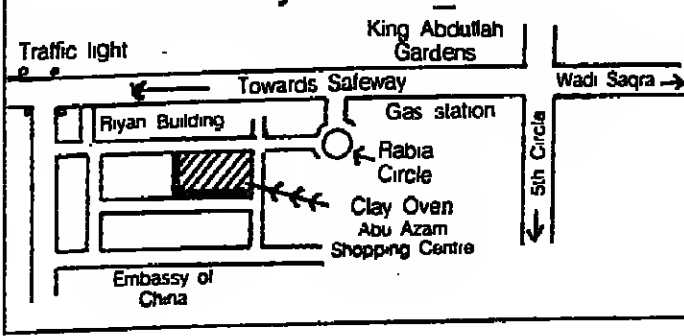 King Abdullah
Gardens
Traffic light
Towards Safeway
Wadi Saqra
Riyan Building
Gas station
Rabia
Circle
5th Circle
Clay Oven
Abu Azam
Shopping Centre
Embassy of
China